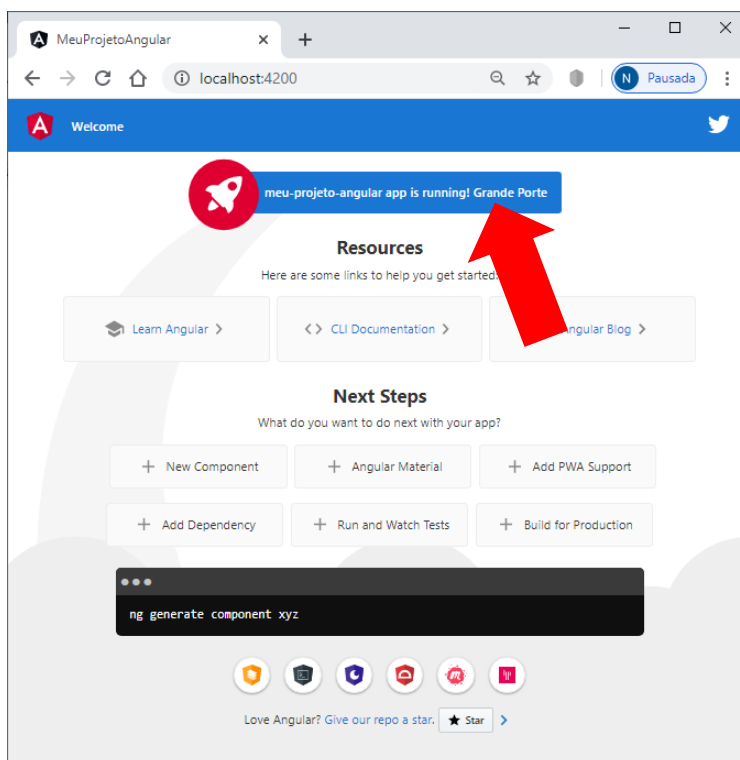 MeuProjetoAngular
localhost:4200
N Pausada
Welcome
meu-projeto-angular app is running! Grande Porte
Resources
Here are some links to help you get started:
Learn Angular
CLI Documentation
Angular Blog
Next Steps
What do you want to do next with your app?
New Component
Angular Material
Add PWA Support
Add Dependency
Run and Watch Tests
Build for Production
ng generate component xyz
Love Angular? Give our repo a star. Star